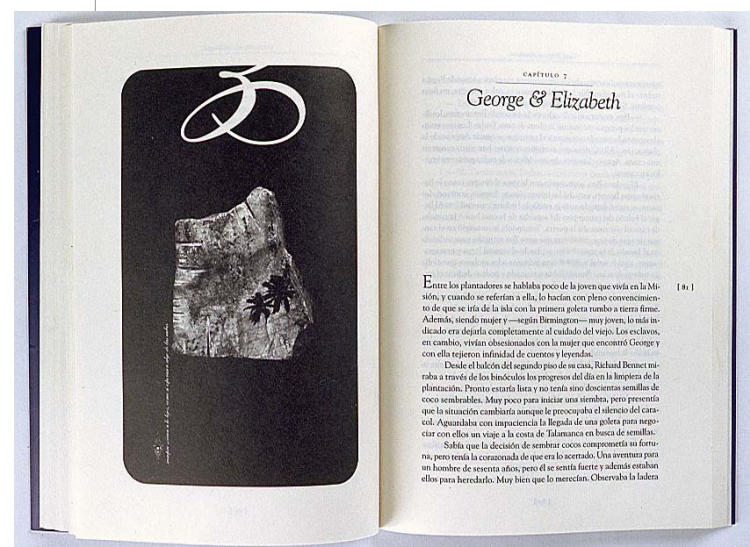 CAPÍTULO 7
George & Elizabeth
Entre los plantadores se hablaba poco de la joven que vivía en la Mi-
sión, y cuando se referían a ella, lo hacían con pleno convencimien-
to de que se iría de la isla con la primera goleta rumbo a tierra firme.
Además, siendo mujer y —según Birmington— muy joven, lo más in-
dicado era dejarla completamente al cuidado del viejo. Los esclavos,
en cambio, vivían obsesionados con la mujer que encontró George y
con ella tejieron infinidad de cuentos y leyendas.
[ 81 ]
Desde el balcón del segundo piso de su casa, Richard Bennet mi-
raba a través de los binóculos los progresos del día en la limpieza de la
plantación. Pronto estaría lista y no tenía sino doscientas semillas de
coco sembrables. Muy poco para iniciar una siembra, pero presentía
que la situación cambiaría aunque le preocupaba el silencio del cara-
col. Aguardaba con impaciencia la llegada de una goleta para nego-
ciar con ellos un viaje a la costa de Talamanca en busca de semillas.
Sabía que la decisión de sembrar cocos comprometía su fortu-
na, pero tenía la corazonada de que era lo acertado. Una aventura para
un hombre de sesenta años, pero él se sentía fuerte y además estaban
ellos para heredarlo. Muy bien que lo merecían. Observaba la ladera